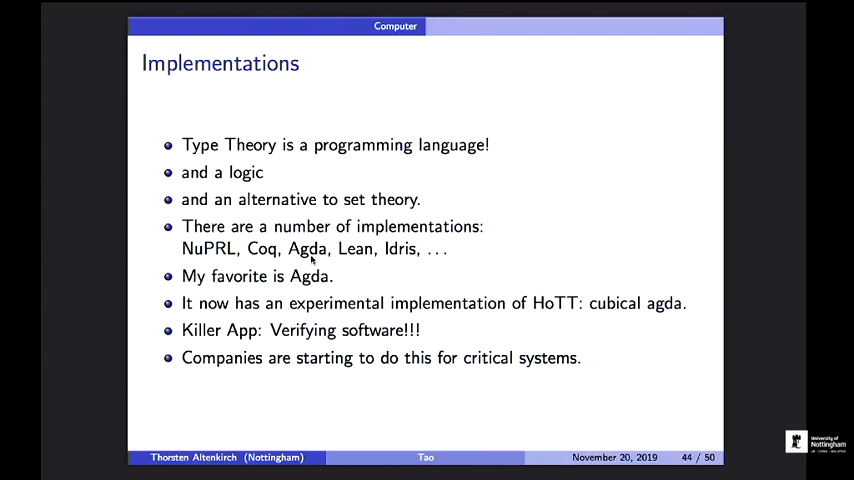 Computer
Implementations
Type Theory is a programming language!
and a logic
and an alternative to set theory.
There are a number of implementations:
NuPRL, Coq, Agda, Lean, Idris, ...
My favorite is Agda.
It now has an experimental implementation of HoTT: cubical agda.
Killer App: Verifying software!!!
Companies are starting to do this for critical systems.
Thorsten Altenkirch (Nottingham)
Tao
November 20, 2019
44 / 50
University of
Nottingham